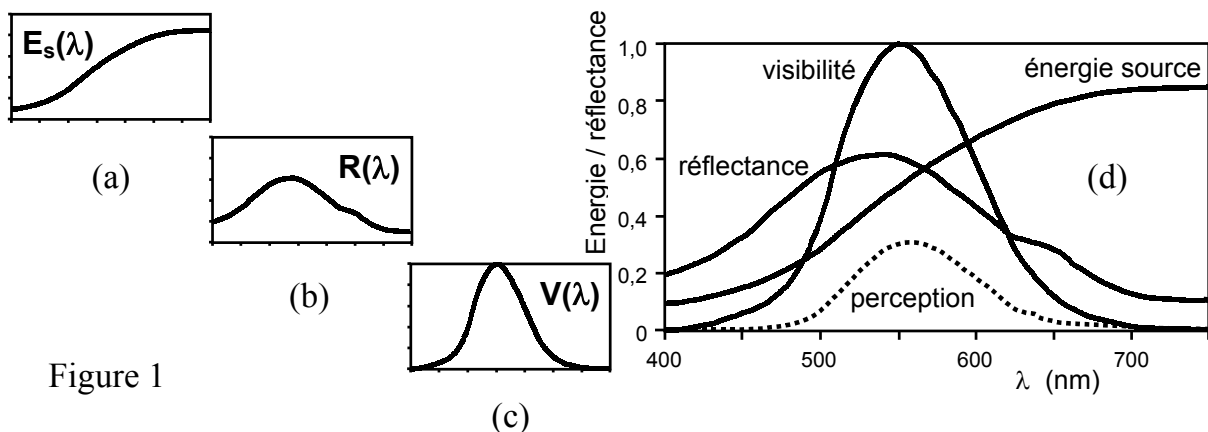 Eₛ(λ)
(a)
R(λ)
(b)
V(λ)
(c)
Figure 1
Energie / réflectance
1,0
0,8
0,6
0,4
0,2
0
visibilité
énergie source
réflectance
(d)
perception
400
500
600
700
λ (nm)